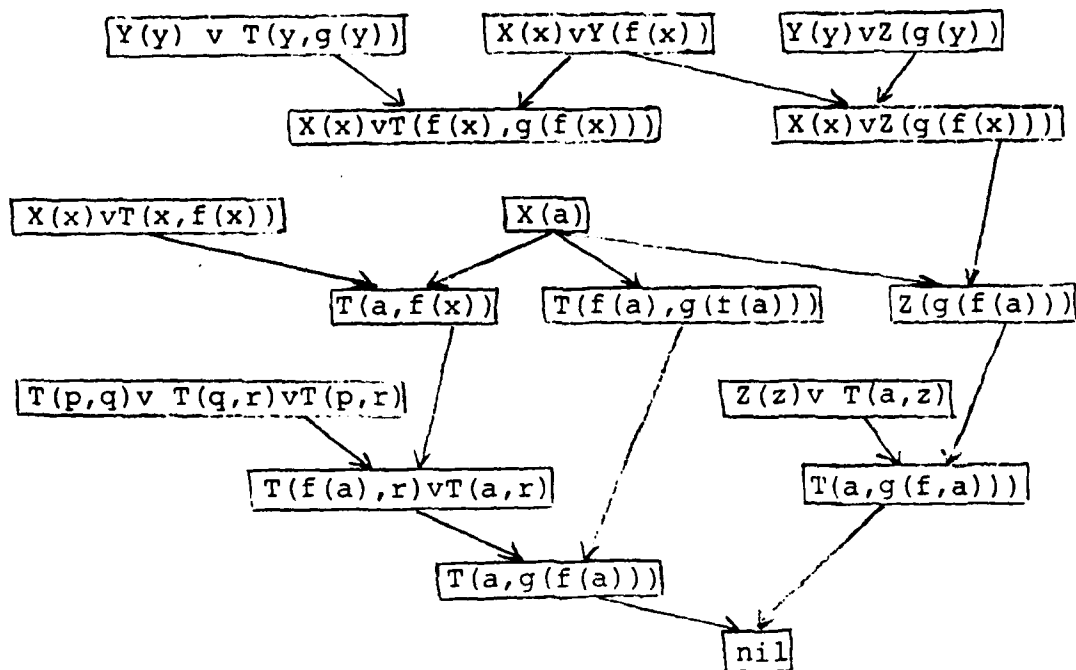 Y(y) v T(y,g(y))
X(x)vY(f(x))
Y(y)vZ(g(y))
X(x)vT(f(x),g(f(x)))
X(x)vZ(g(f(x)))
X(x)vT(x,f(x))
X(a)
T(a,f(x))
T(f(a),g(t(a)))
Z(g(f(a)))
T(p,q)v T(q,r)vT(p,r)
Z(z)v T(a,z)
T(f(a),r)vT(a,r)
T(a,g(f,a)))
T(a,g(f(a)))
nil